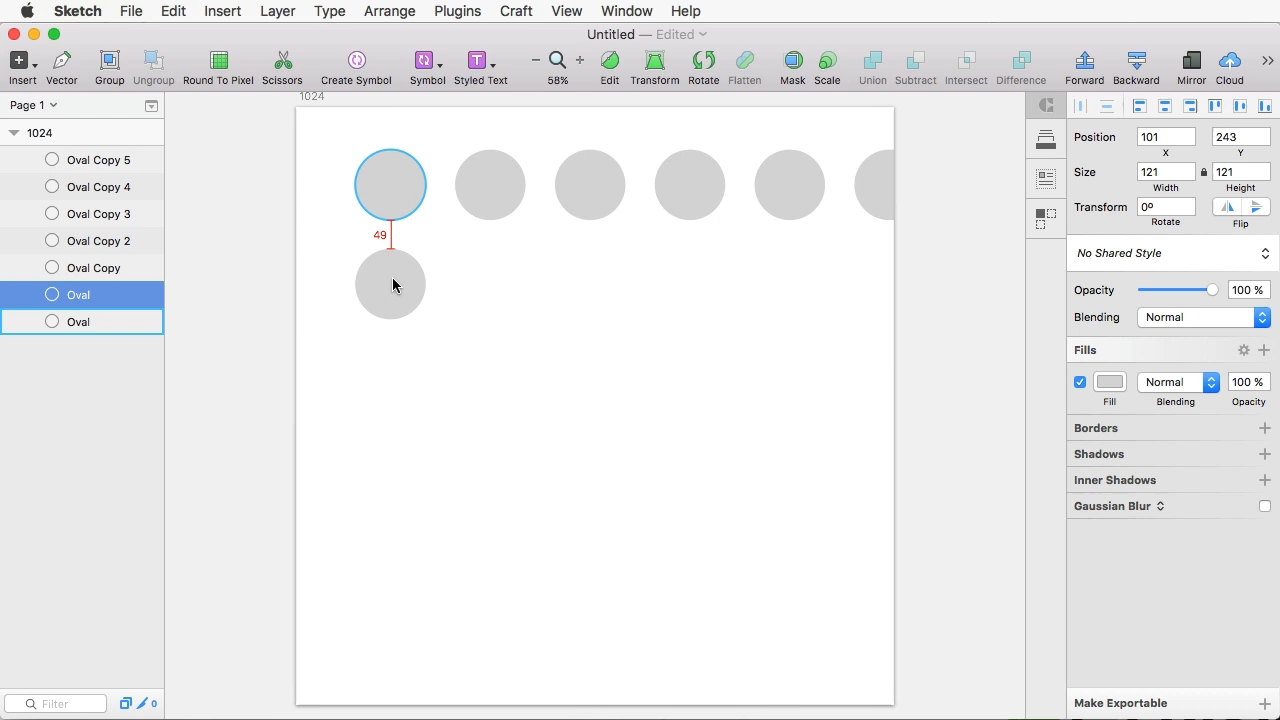 Sketch File Edit Insert Layer Type Arrange Plugins Craft View Window Help
Untitled — Edited
Insert Vector Group Ungroup Round To Pixel Scissors Create Symbol Symbol Styled Text 58% Edit Transform Rotate Flatten Mask Scale Union Subtract Intersect Difference Forward Backward Mirror Cloud
Page 1
1024
1024
Oval Copy 5
Oval Copy 4
Oval Copy 3
Oval Copy 2
Oval Copy
Oval
Oval
Filter
0
49
Position 101 243
X Y
Size 121 121
Width Height
Transform 0º
Rotate Flip
No Shared Style
Opacity 100 %
Blending Normal
Fills
Normal 100 %
Fill Blending Opacity
Borders
Shadows
Inner Shadows
Gaussian Blur
Make Exportable